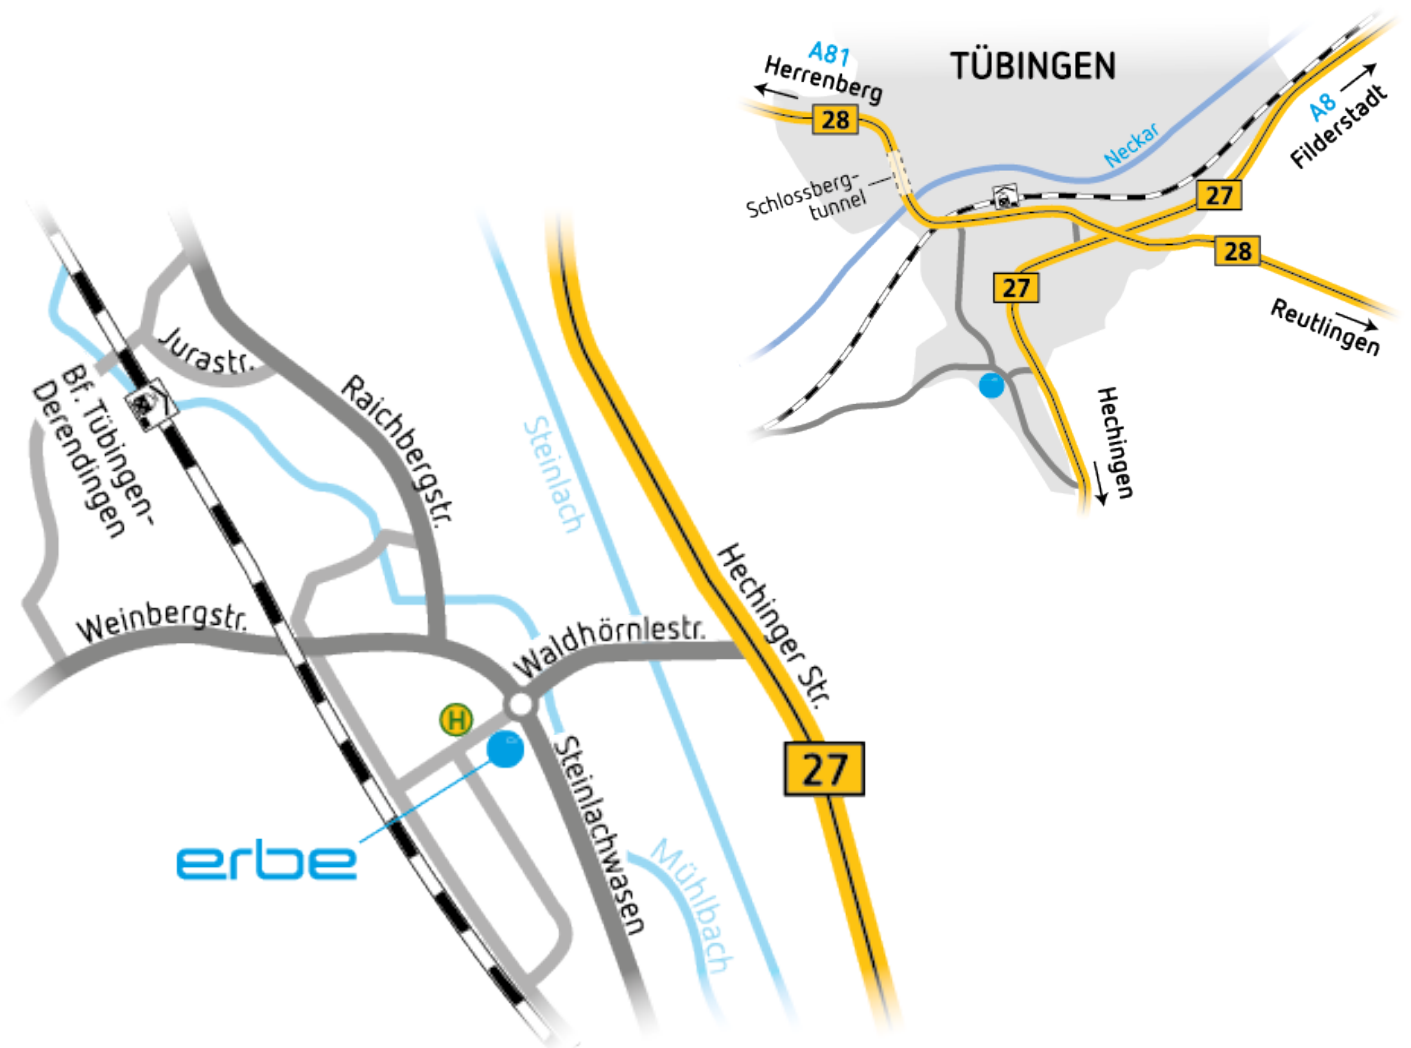 TÜBINGEN
A81
Herrenberg
28
Schlossberg-
tunnel
Neckar
A8
Filderstadt
27
28
27
Reutlingen
Hechingen
Jurastr.
Bf. Tübingen-
Derendingen
Raichbergstr.
Steinlach
Hechinger Str.
Weinbergstr.
Waldhörnlestr.
H
27
Steinlachwasen
erbe
Mühlbach